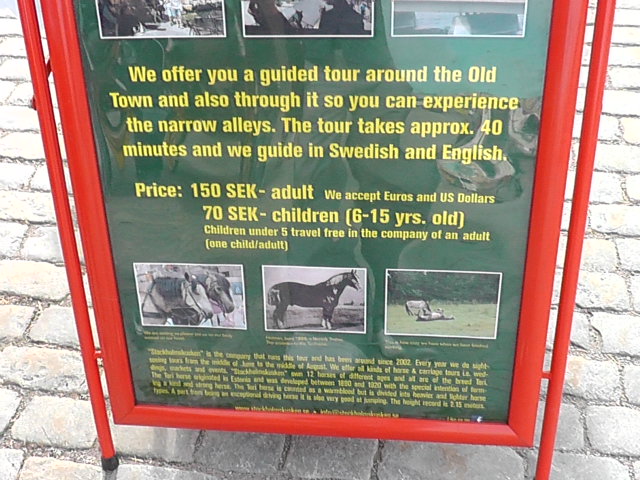 We offer you a guided tour around the Old
Town and also through it so you can experience
the narrow alleys. The tour takes approx. 40
minutes and we guide in Swedish and English.
Price: 150 SEK - adult We accept Euros and US Dollars
70 SEK - children (6-15 yrs. old)
Children under 5 travel free in the company of an adult
(one child/adult)
"Stockholmskusken" is the company that runs this tour and has been around since 2002. Every year we do sight-
seeing tours from the middle of June to the middle of August. We offer all kinds of horse & carriage tours i.e. wed-
dings, markets and events. "Stockholmskusken" own 12 horses of different ages and all are of the breed Tori.
The Tori horse originated in Estonia and was developed between 1890 and 1920 with the special intention of form-
ing a kind and strong horse. The Tori horse is counted as a warmblood but is divided into heavier and lighter horse
types. A part from being an exceptional driving horse it is also very good at jumping. The height record is 2.15 meters.
www.stockholmskusken.se • info@stockholmskusken.se